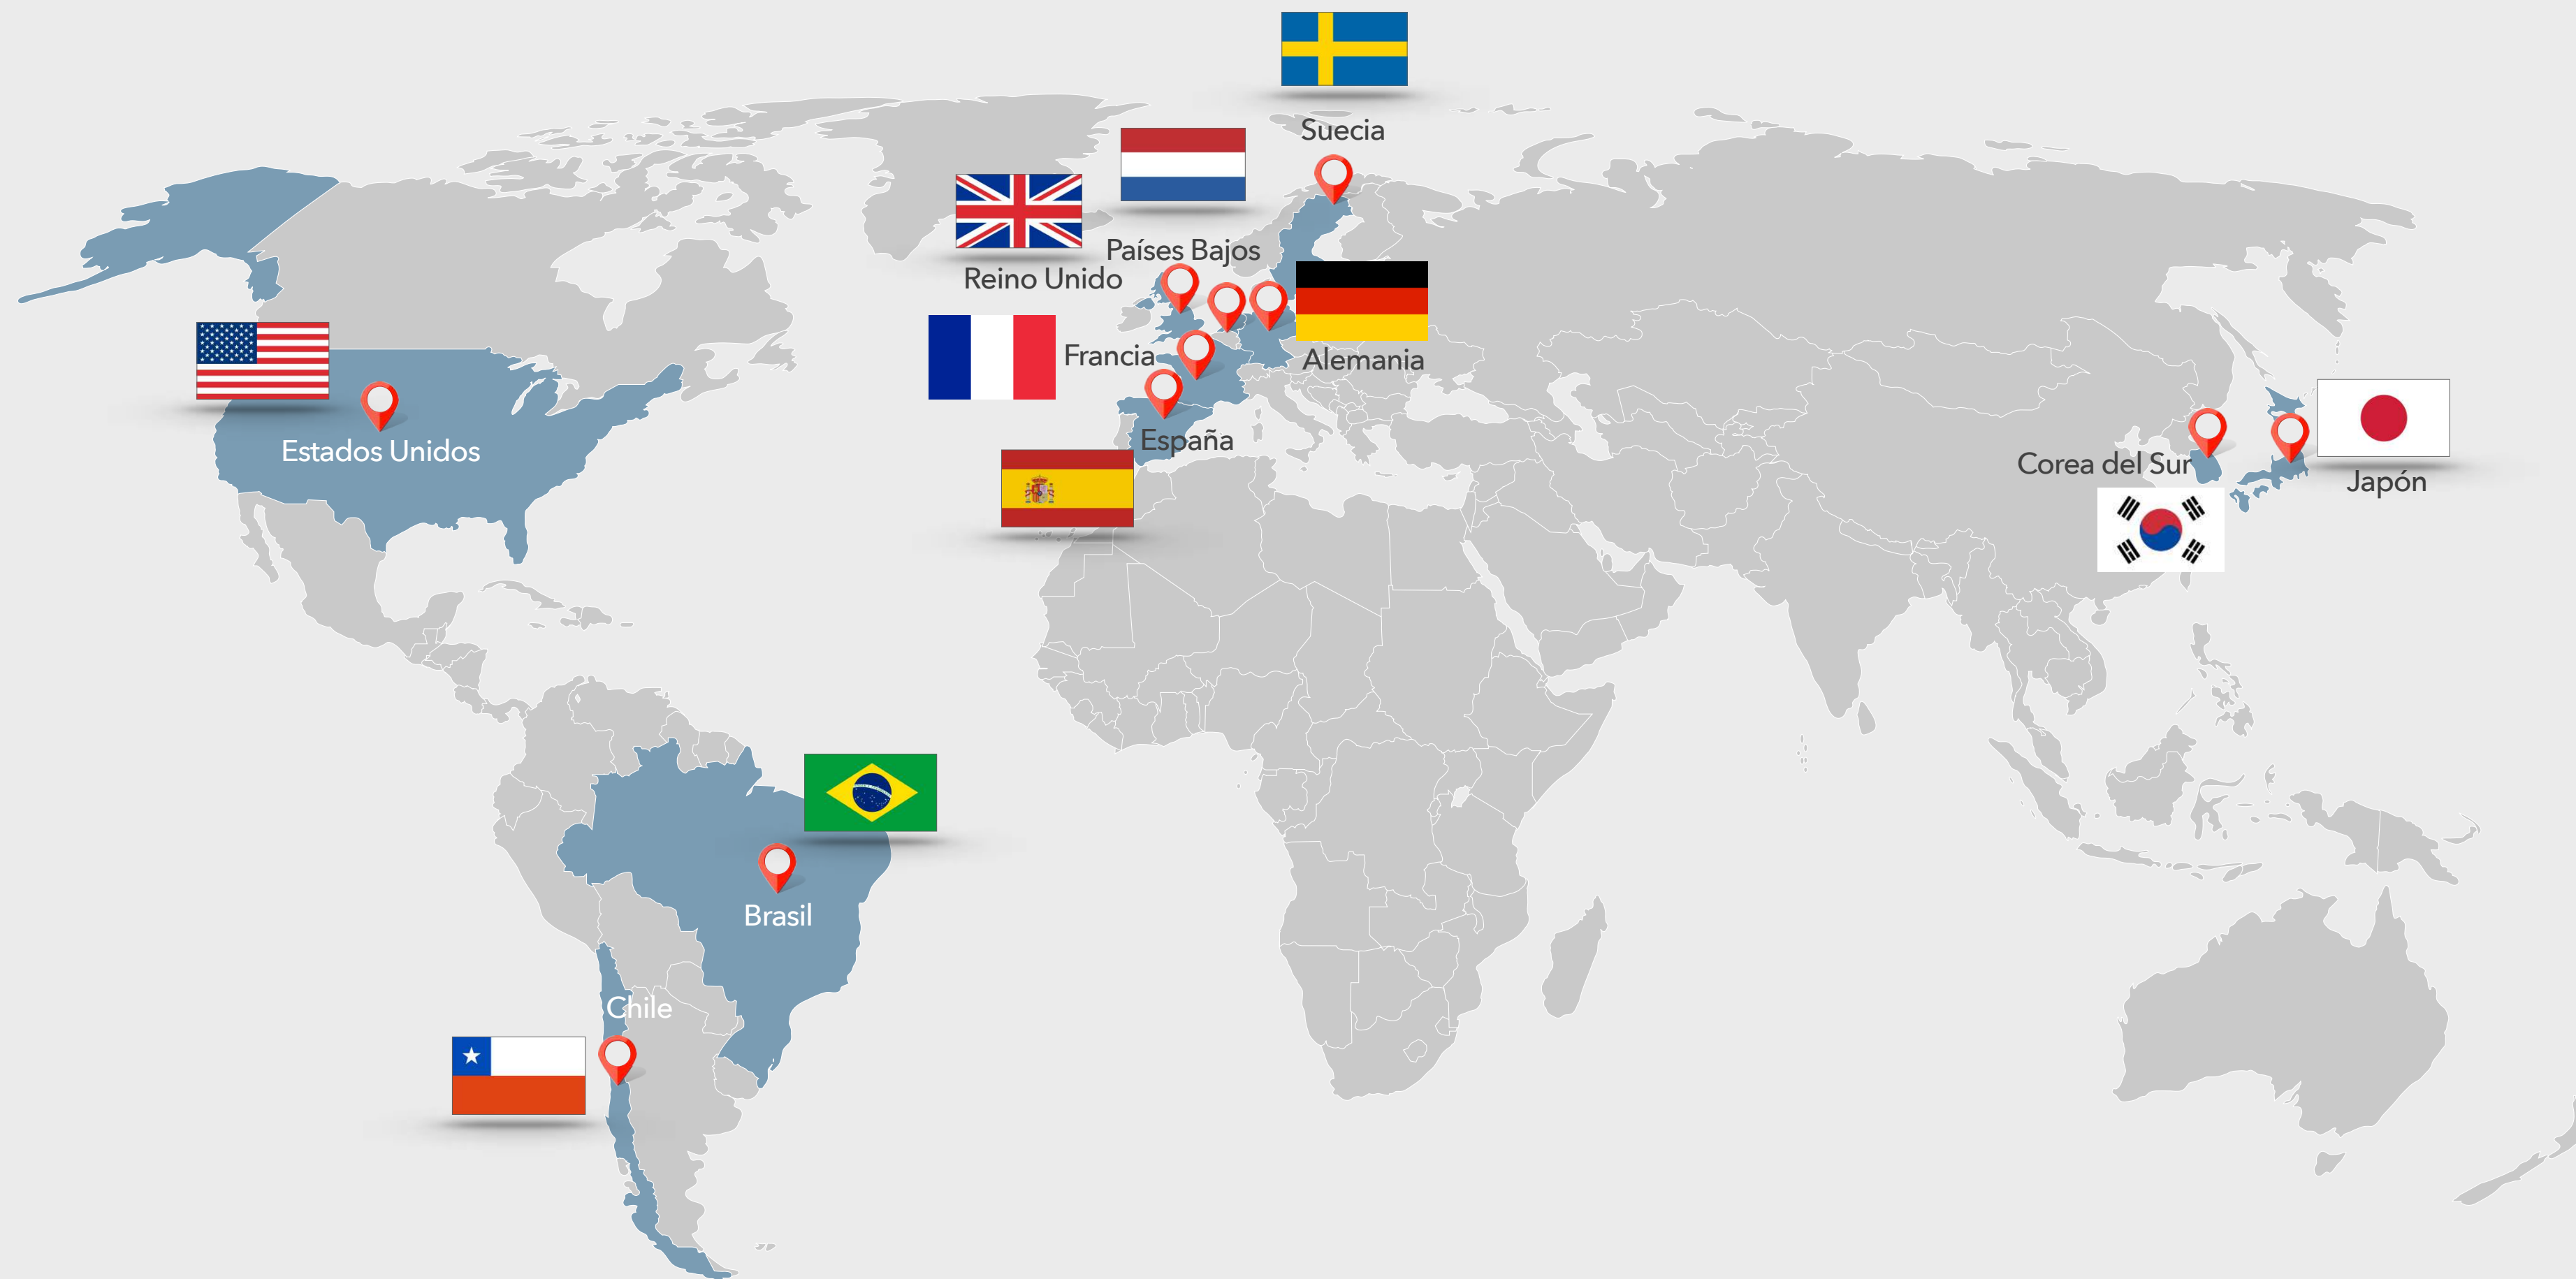 Suecia
Países Bajos
Reino Unido
Francia
Alemania
España
Estados Unidos
Corea del Sur
Japón
Brasil
Chile